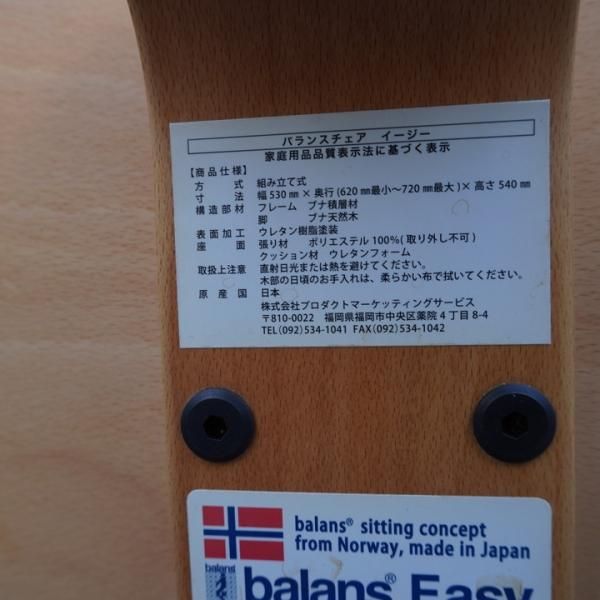 バランスチェア イージー
家庭用品品質表示法に基づく表示
【商品仕様】
方式 組み立て式
寸法 幅530㎜×奥行(620㎜最小～720㎜最大)×高さ540㎜
構造部材 フレーム ブナ積層材
脚 ブナ天然木
表面加工 ウレタン樹脂塗装
座面 張り材 ポリエステル100%(取り外し不可)
クッション材 ウレタンフォーム
取扱上注意 直射日光または熱を避けてください。
木部の日頃のお手入れは、柔らかい布で拭いてください。
原産国 日本
株式会社プロダクトマーケッティングサービス
〒810-0022 福岡県福岡市中央区薬院4丁目8-4
TEL(092)534-1041 FAX(092)534-1042
balans® sitting concept
from Norway, made in Japan
balans
balans® Easy